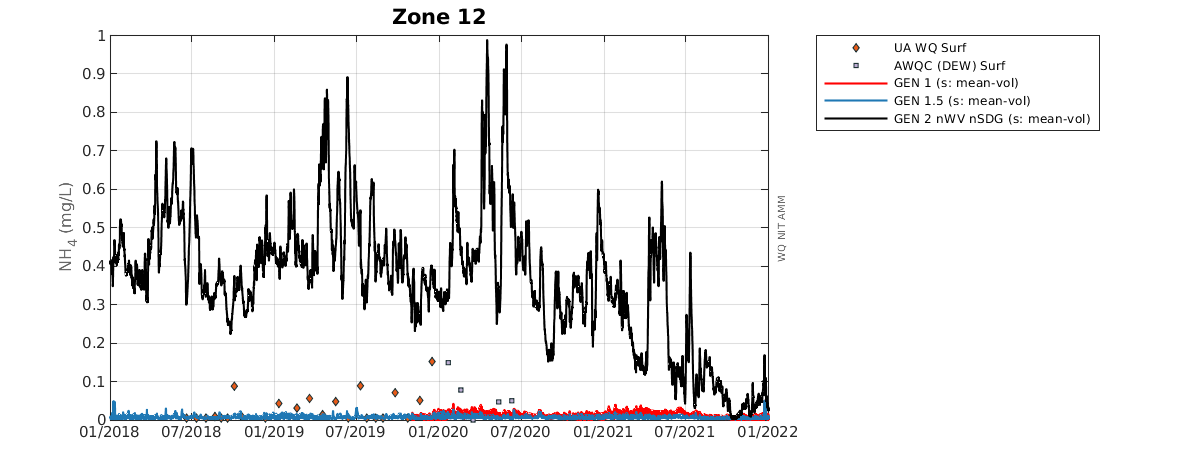 Zone 12
NH4 (mg/L)
1
0.9
0.8
0.7
0.6
0.5
0.4
0.3
0.2
0.1
0
01/2018 07/2018 01/2019 07/2019 01/2020 07/2020 01/2021 07/2021 01/2022
WQ NIT AMM
UA WQ Surf
AWQC (DEW) Surf
GEN 1 (s: mean-vol)
GEN 1.5 (s: mean-vol)
GEN 2 nWV nSDG (s: mean-vol)